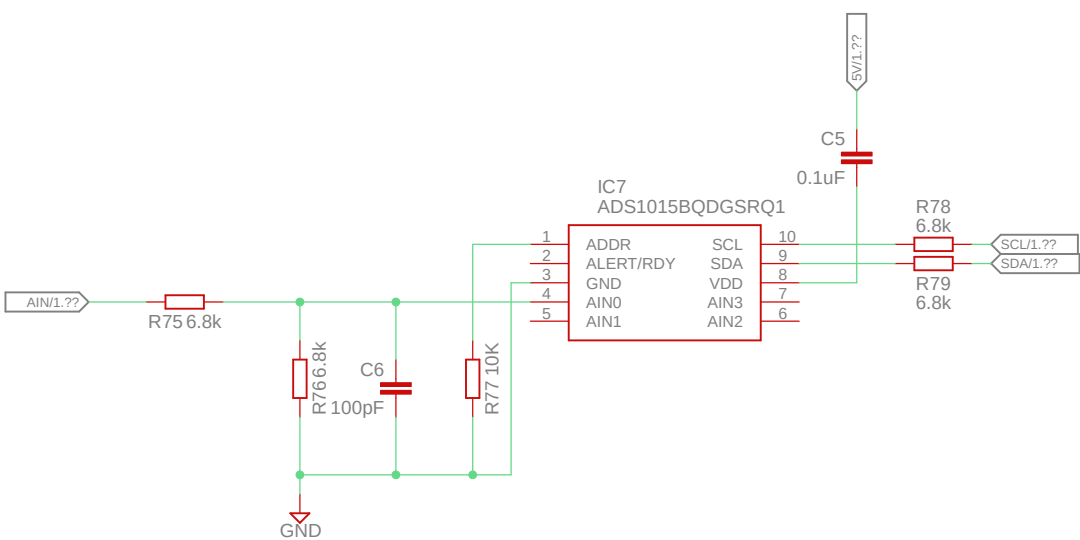 5V/1.??
C5
0.1uF
IC7
ADS1015BQDGSRQ1
R78
6.8k
1 ADDR SCL 10
SCL/1.??
2 ALERT/RDY SDA 9
SDA/1.??
3 GND VDD 8
R79
6.8k
4 AIN0 AIN3 7
AIN/1.??
5 AIN1 AIN2 6
R75 6.8k
R76 6.8k
C6
100pF
R77 10K
GND